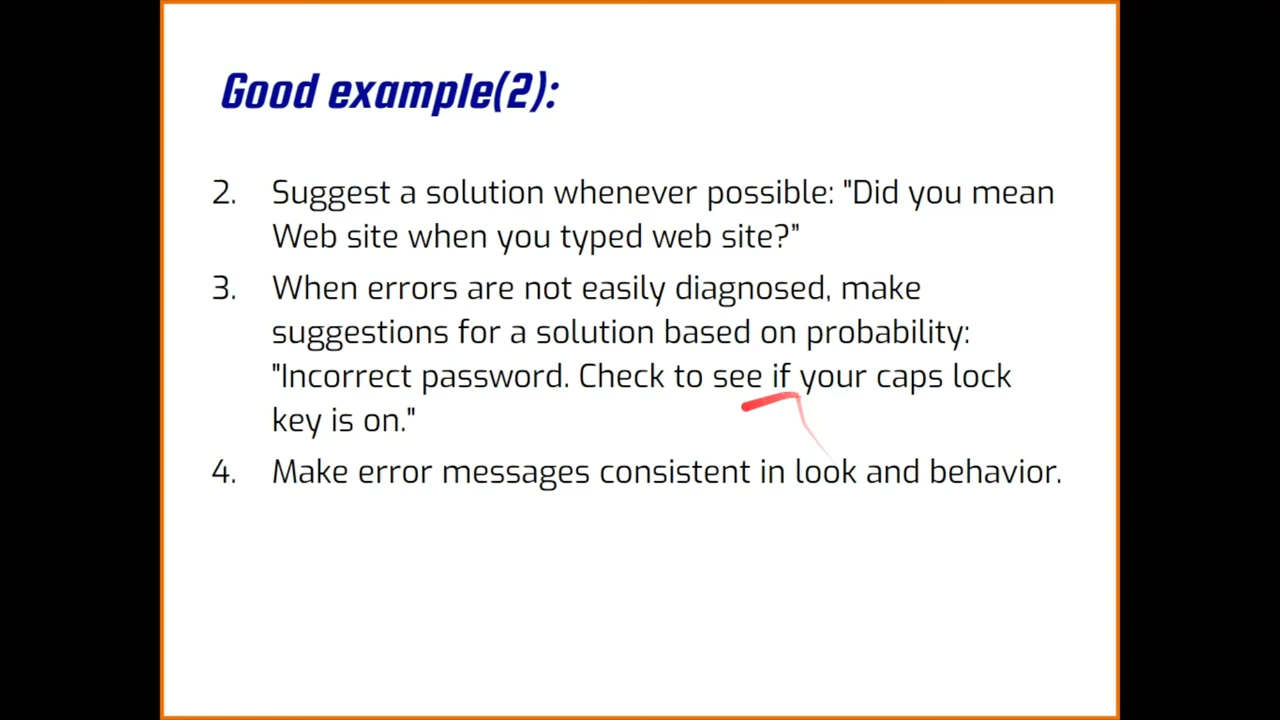 Good example(2):
2. Suggest a solution whenever possible: "Did you mean
Web site when you typed web site?"
3. When errors are not easily diagnosed, make
suggestions for a solution based on probability:
"Incorrect password. Check to see if your caps lock
key is on."
4. Make error messages consistent in look and behavior.